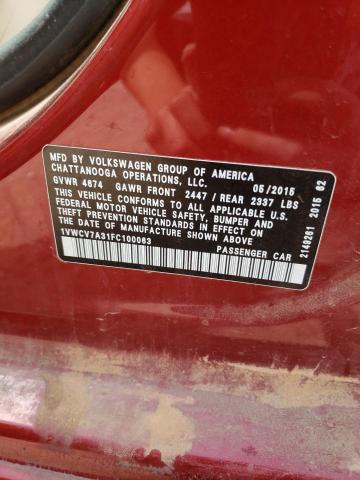 MFD BY VOLKSWAGEN GROUP OF AMERICA
CHATTANOOGA OPERATIONS, LLC. 05/2015
GVWR 4674 GAWR FRONT 2447 / REAR 2337 LBS
THIS VEHICLE CONFORMS TO ALL APPLICABLE U.S.
FEDERAL MOTOR VEHICLE SAFETY, BUMPER AND
THEFT PREVENTION STANDARDS IN EFFECT ON
THE DATE OF MANUFACTURE SHOWN ABOVE
1VWCV7A31FC100063 PASSENGER CAR
2149261 2015 62